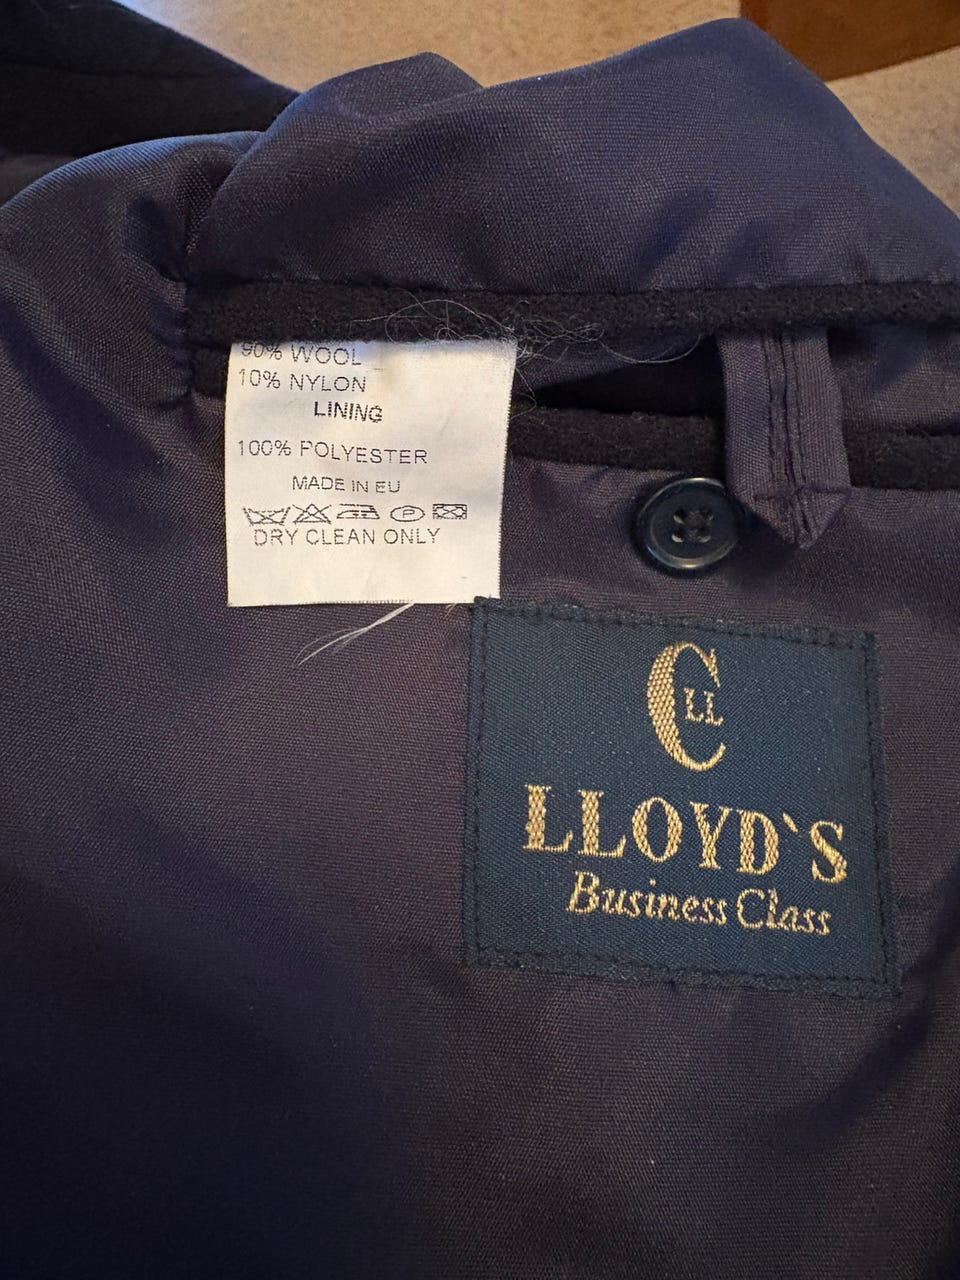 90% WOOL
10% NYLON
LINING
100% POLYESTER
MADE IN EU
P
DRY CLEAN ONLY
C LL
LLOYD`S
Business Class